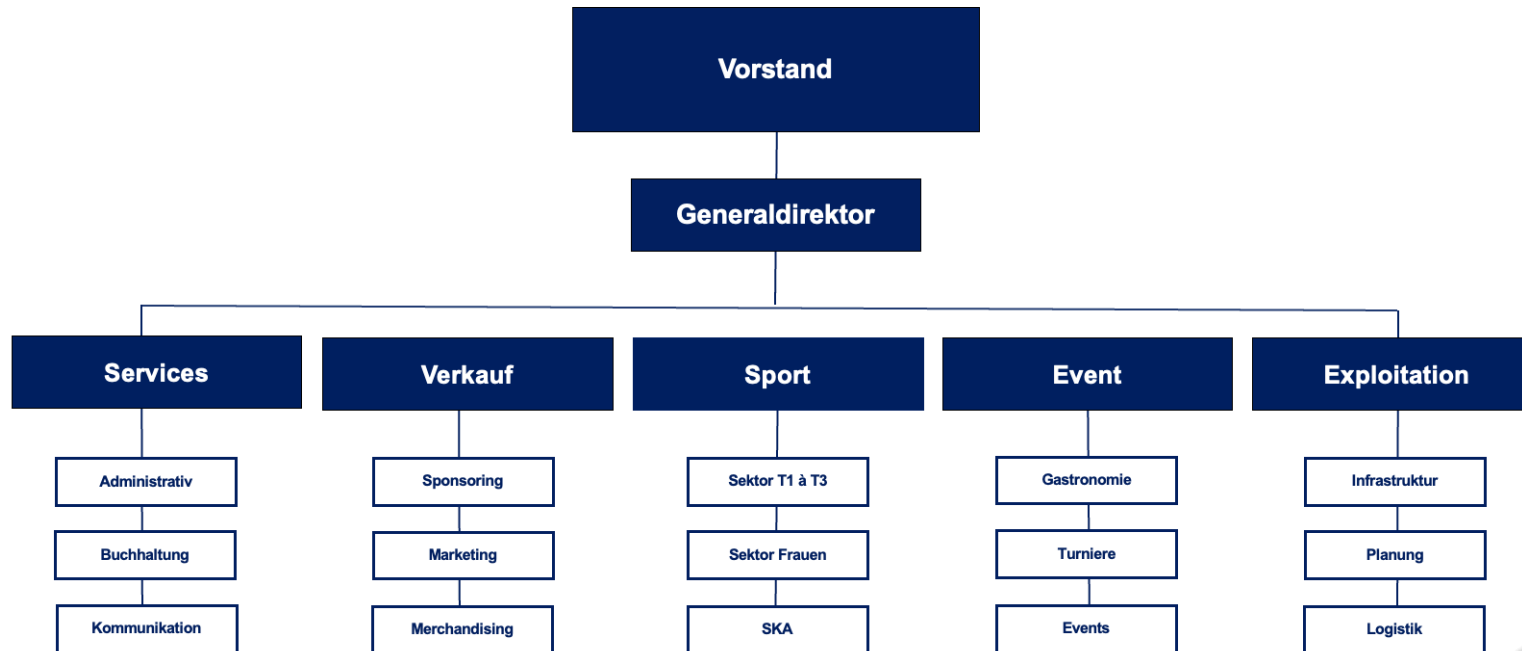 Vorstand
Generaldirektor
Services
Verkauf
Sport
Event
Exploitation
Administrativ
Sponsoring
Sektor T1 à T3
Gastronomie
Infrastruktur
Buchhaltung
Marketing
Sektor Frauen
Turniere
Planung
Kommunikation
Merchandising
SKA
Events
Logistik